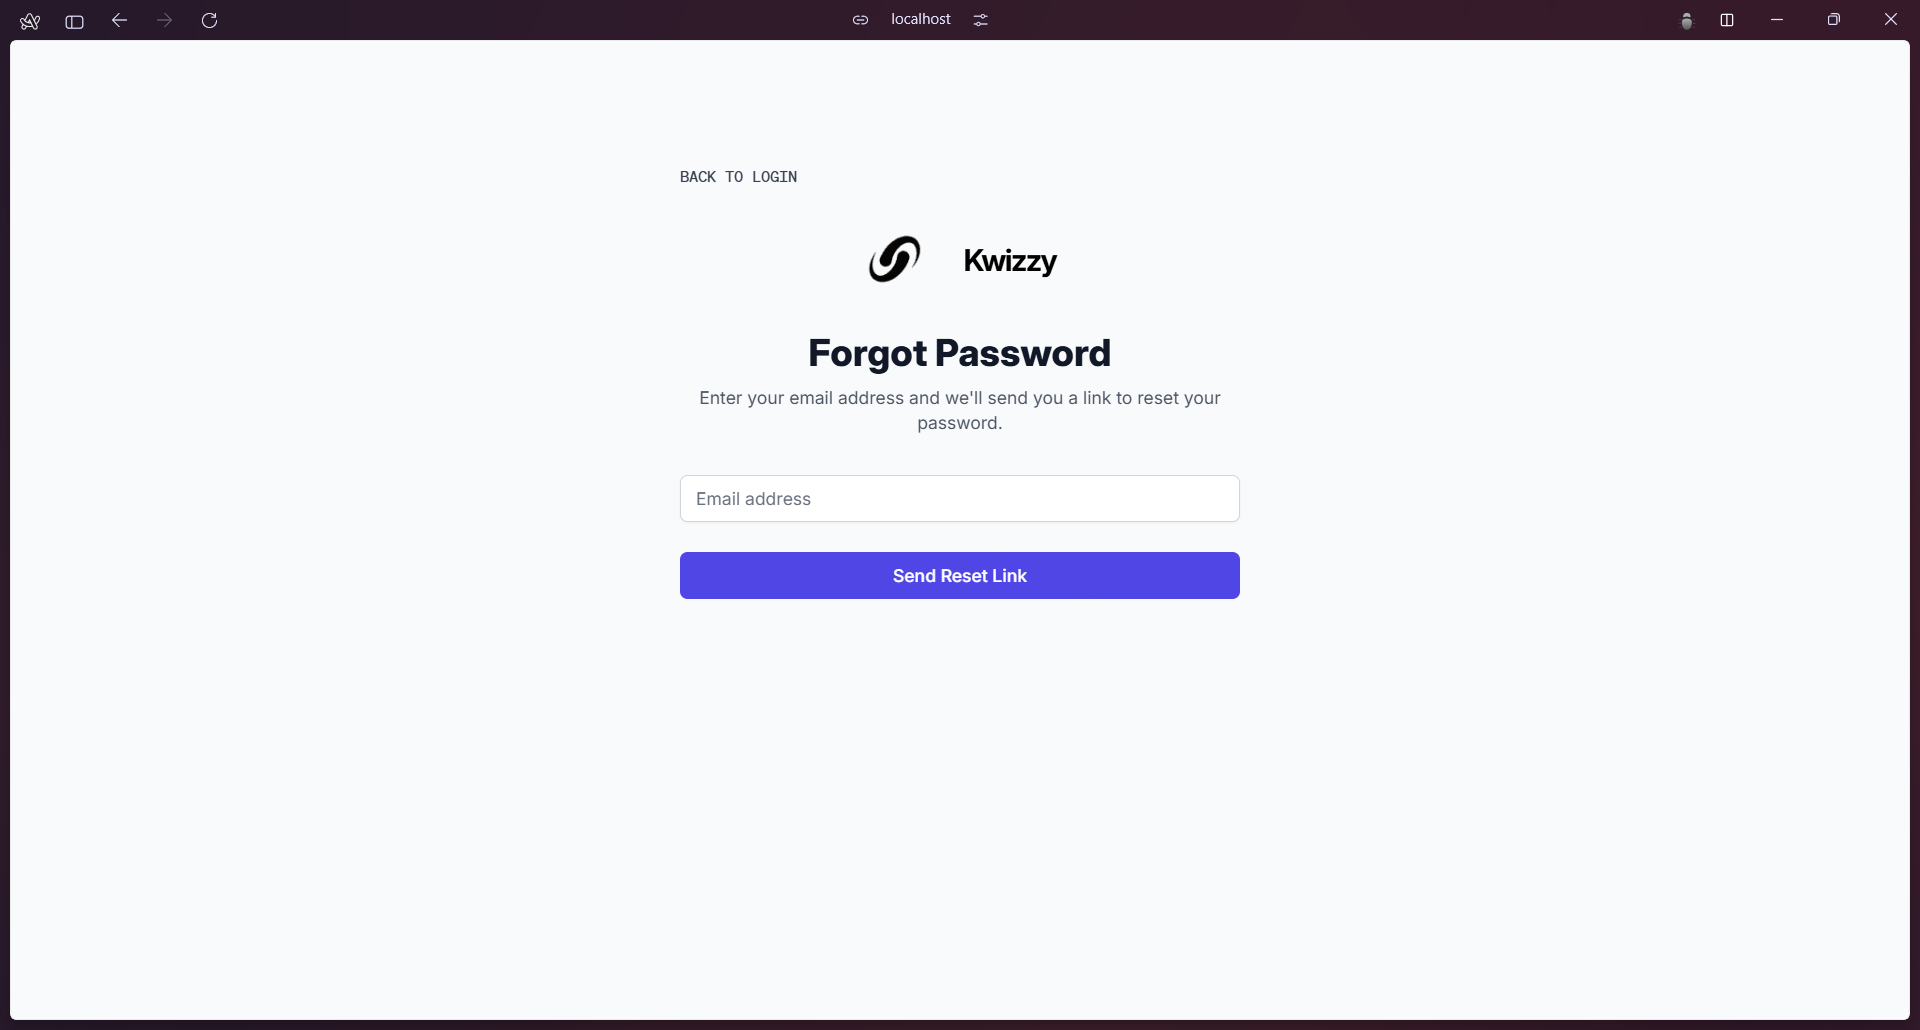 localhost
BACK TO LOGIN
Kwizzy
Forgot Password
Enter your email address and we'll send you a link to reset your
password.
Email address
Send Reset Link